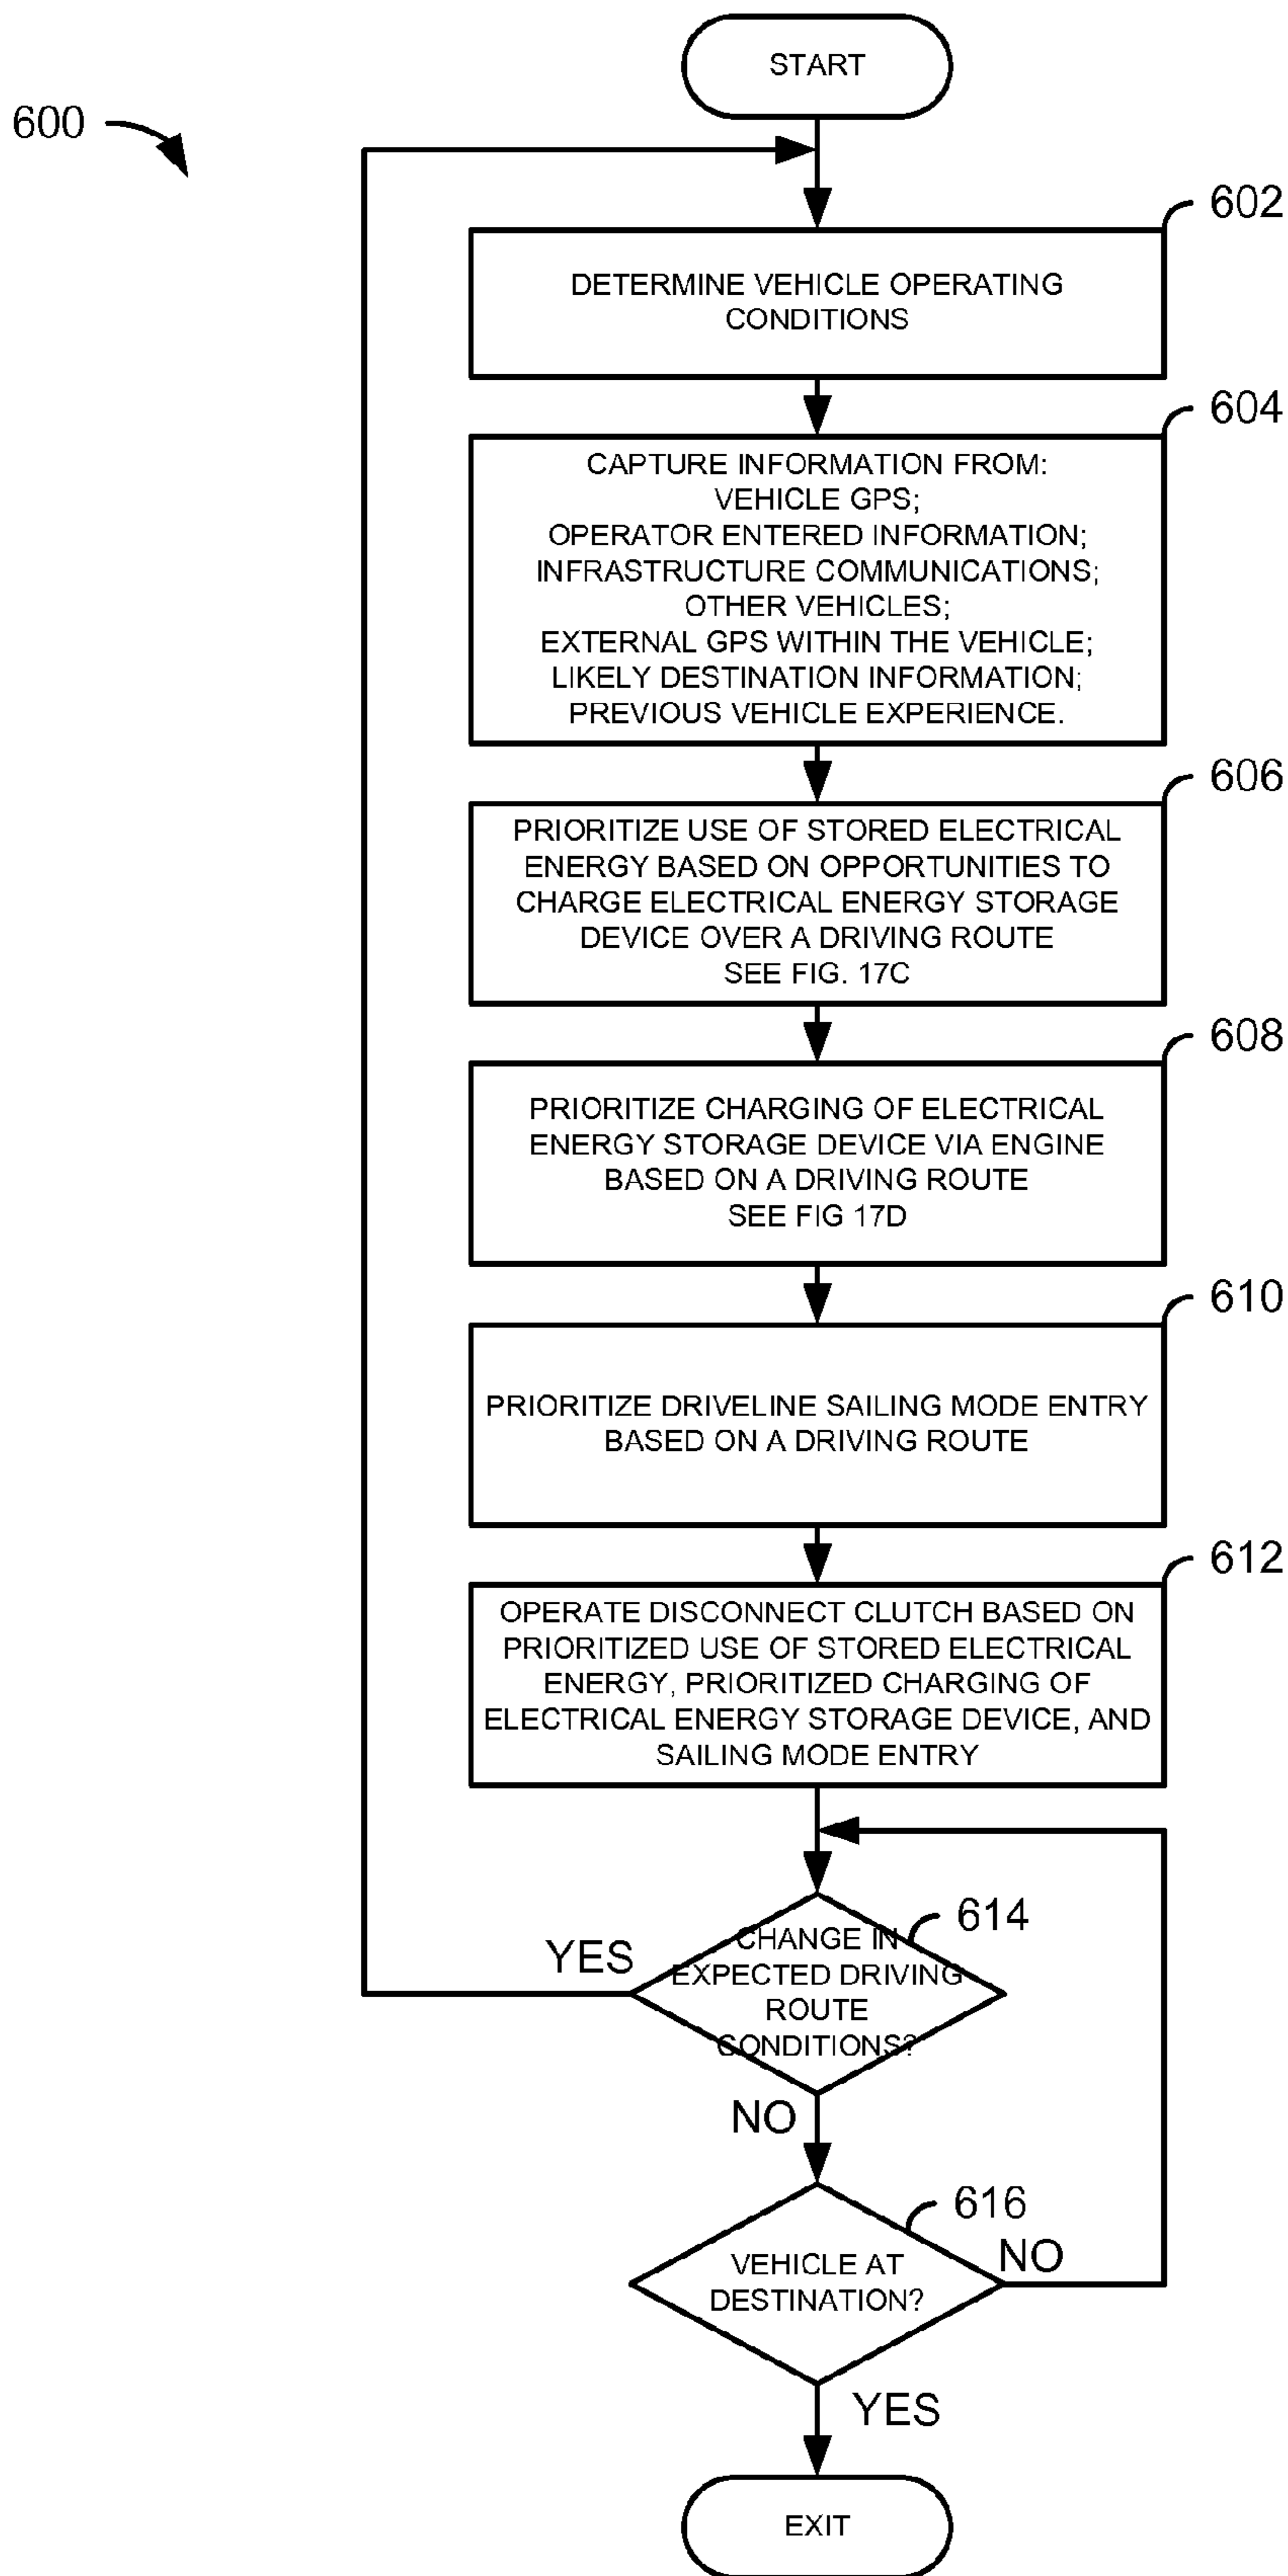 START
600
602
DETERMINE VEHICLE OPERATING
CONDITIONS
604
CAPTURE INFORMATION FROM:
VEHICLE GPS;
OPERATOR ENTERED INFORMATION;
INFRASTRUCTURE COMMUNICATIONS;
OTHER VEHICLES;
EXTERNAL GPS WITHIN THE VEHICLE;
LIKELY DESTINATION INFORMATION;
PREVIOUS VEHICLE EXPERIENCE.
606
PRIORITIZE USE OF STORED ELECTRICAL
ENERGY BASED ON OPPORTUNITIES TO
CHARGE ELECTRICAL ENERGY STORAGE
DEVICE OVER A DRIVING ROUTE
SEE FIG. 17C
608
PRIORITIZE CHARGING OF ELECTRICAL
ENERGY STORAGE DEVICE VIA ENGINE
BASED ON A DRIVING ROUTE
SEE FIG 17D
610
PRIORITIZE DRIVELINE SAILING MODE ENTRY
BASED ON A DRIVING ROUTE
612
OPERATE DISCONNECT CLUTCH BASED ON
PRIORITIZED USE OF STORED ELECTRICAL
ENERGY, PRIORITIZED CHARGING OF
ELECTRICAL ENERGY STORAGE DEVICE, AND
SAILING MODE ENTRY
614
YES
CHANGE IN
EXPECTED DRIVING
ROUTE
CONDITIONS?
NO
616
NO
VEHICLE AT
DESTINATION?
YES
EXIT